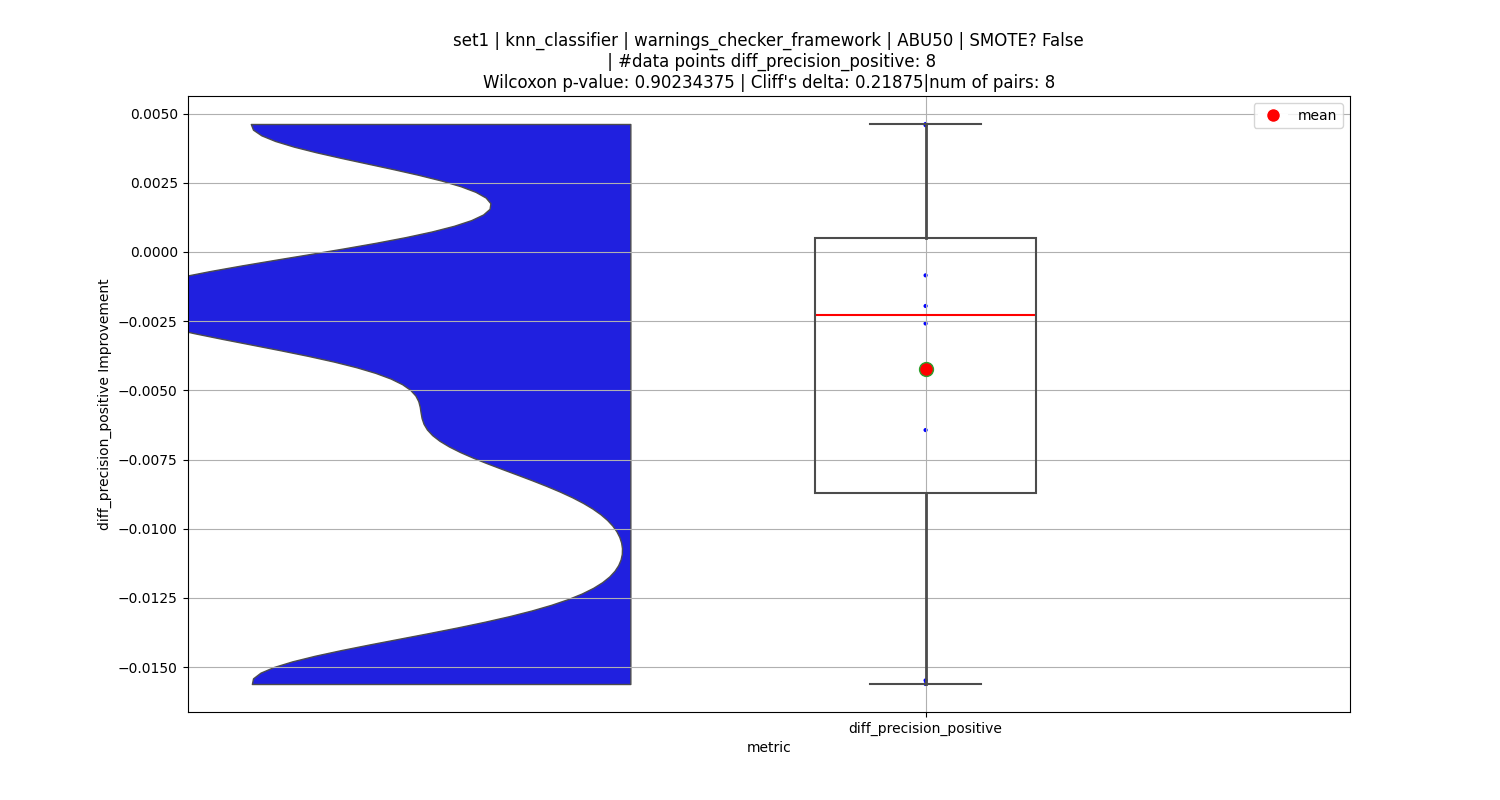 set1 | knn_classifier | warnings_checker_framework | ABU50 | SMOTE? False
| #data points diff_precision_positive: 8
Wilcoxon p-value: 0.90234375 | Cliff's delta: 0.21875|num of pairs: 8
mean
diff_precision_positive Improvement
0.0050
0.0025
0.0000
−0.0025
−0.0050
−0.0075
−0.0100
−0.0125
−0.0150
diff_precision_positive
metric